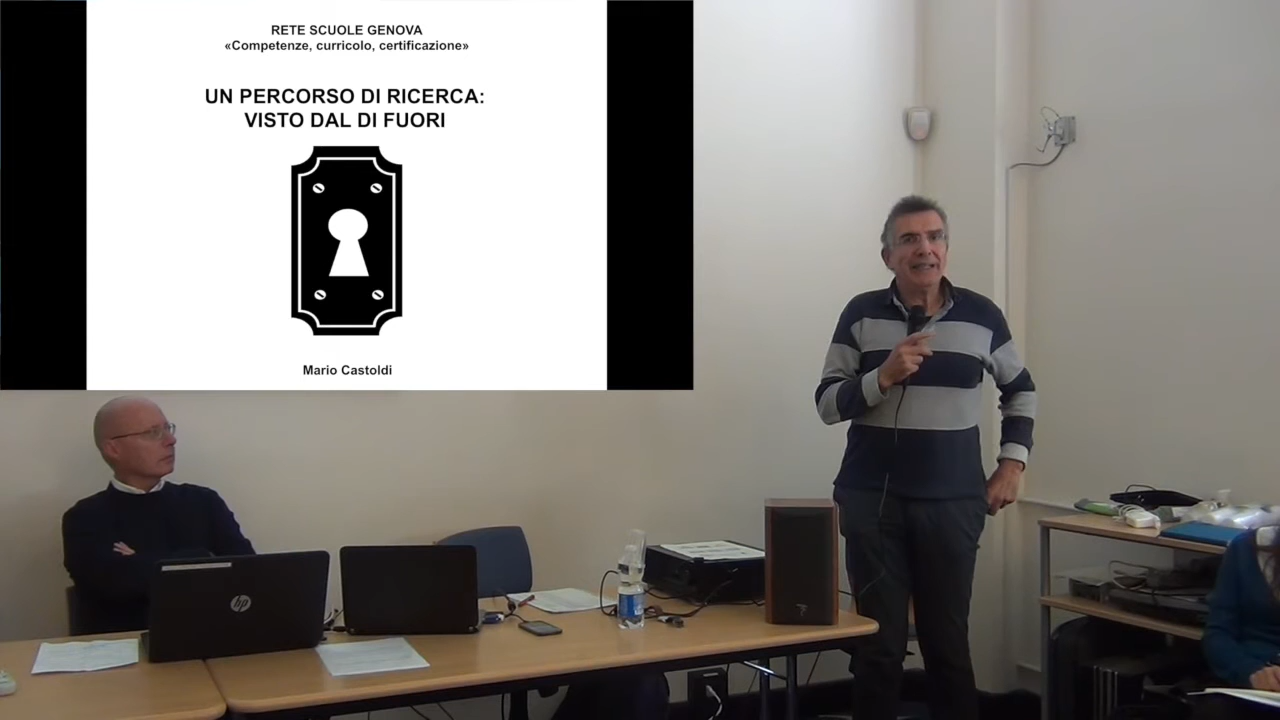 RETE SCUOLE GENOVA
«Competenze, curricolo, certificazione»
UN PERCORSO DI RICERCA:
VISTO DAL DI FUORI
Mario Castoldi
hp